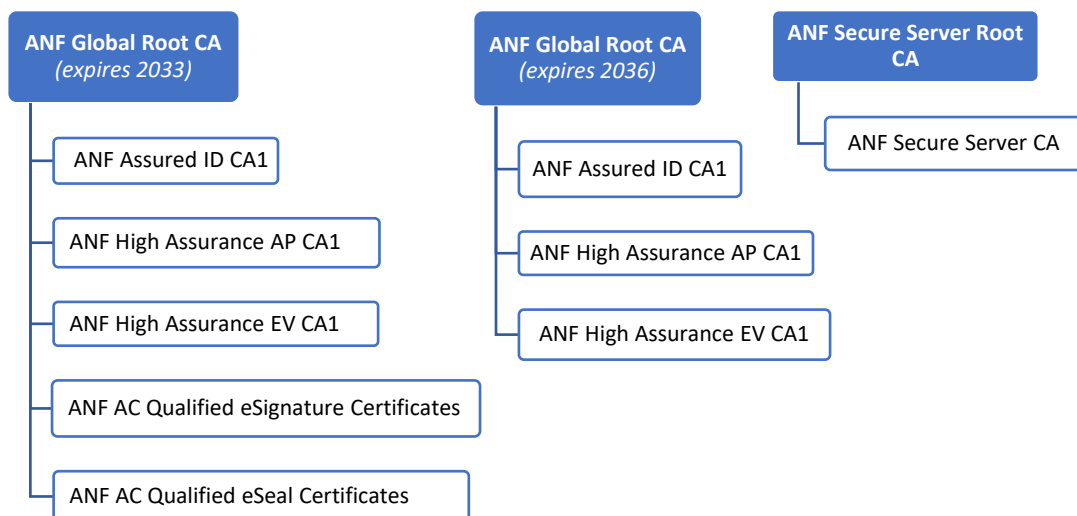 ANF Global Root CA
(expires 2033)
ANF Assured ID CA1
ANF High Assurance AP CA1
ANF High Assurance EV CA1
ANF AC Qualified eSignature Certificates
ANF AC Qualified eSeal Certificates
ANF Global Root CA
(expires 2036)
ANF Assured ID CA1
ANF High Assurance AP CA1
ANF High Assurance EV CA1
ANF Secure Server Root
CA
ANF Secure Server CA